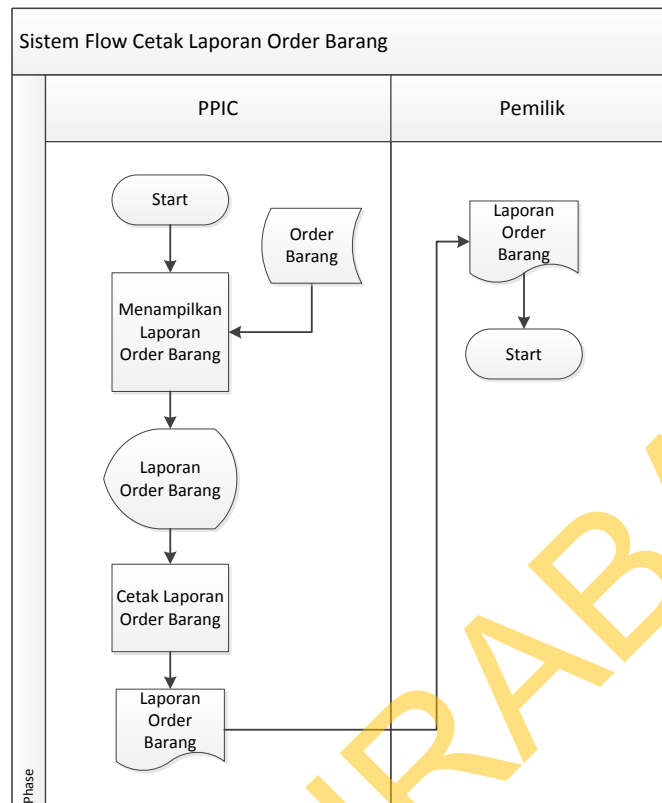 Sistem Flow Cetak Laporan Order Barang
PPIC
Pemilik
Start
Order
Barang
Menampilkan
Laporan
Order Barang
Laporan
Order Barang
Cetak Laporan
Order Barang
Laporan
Order
Barang
Laporan
Order
Barang
Start
Phase